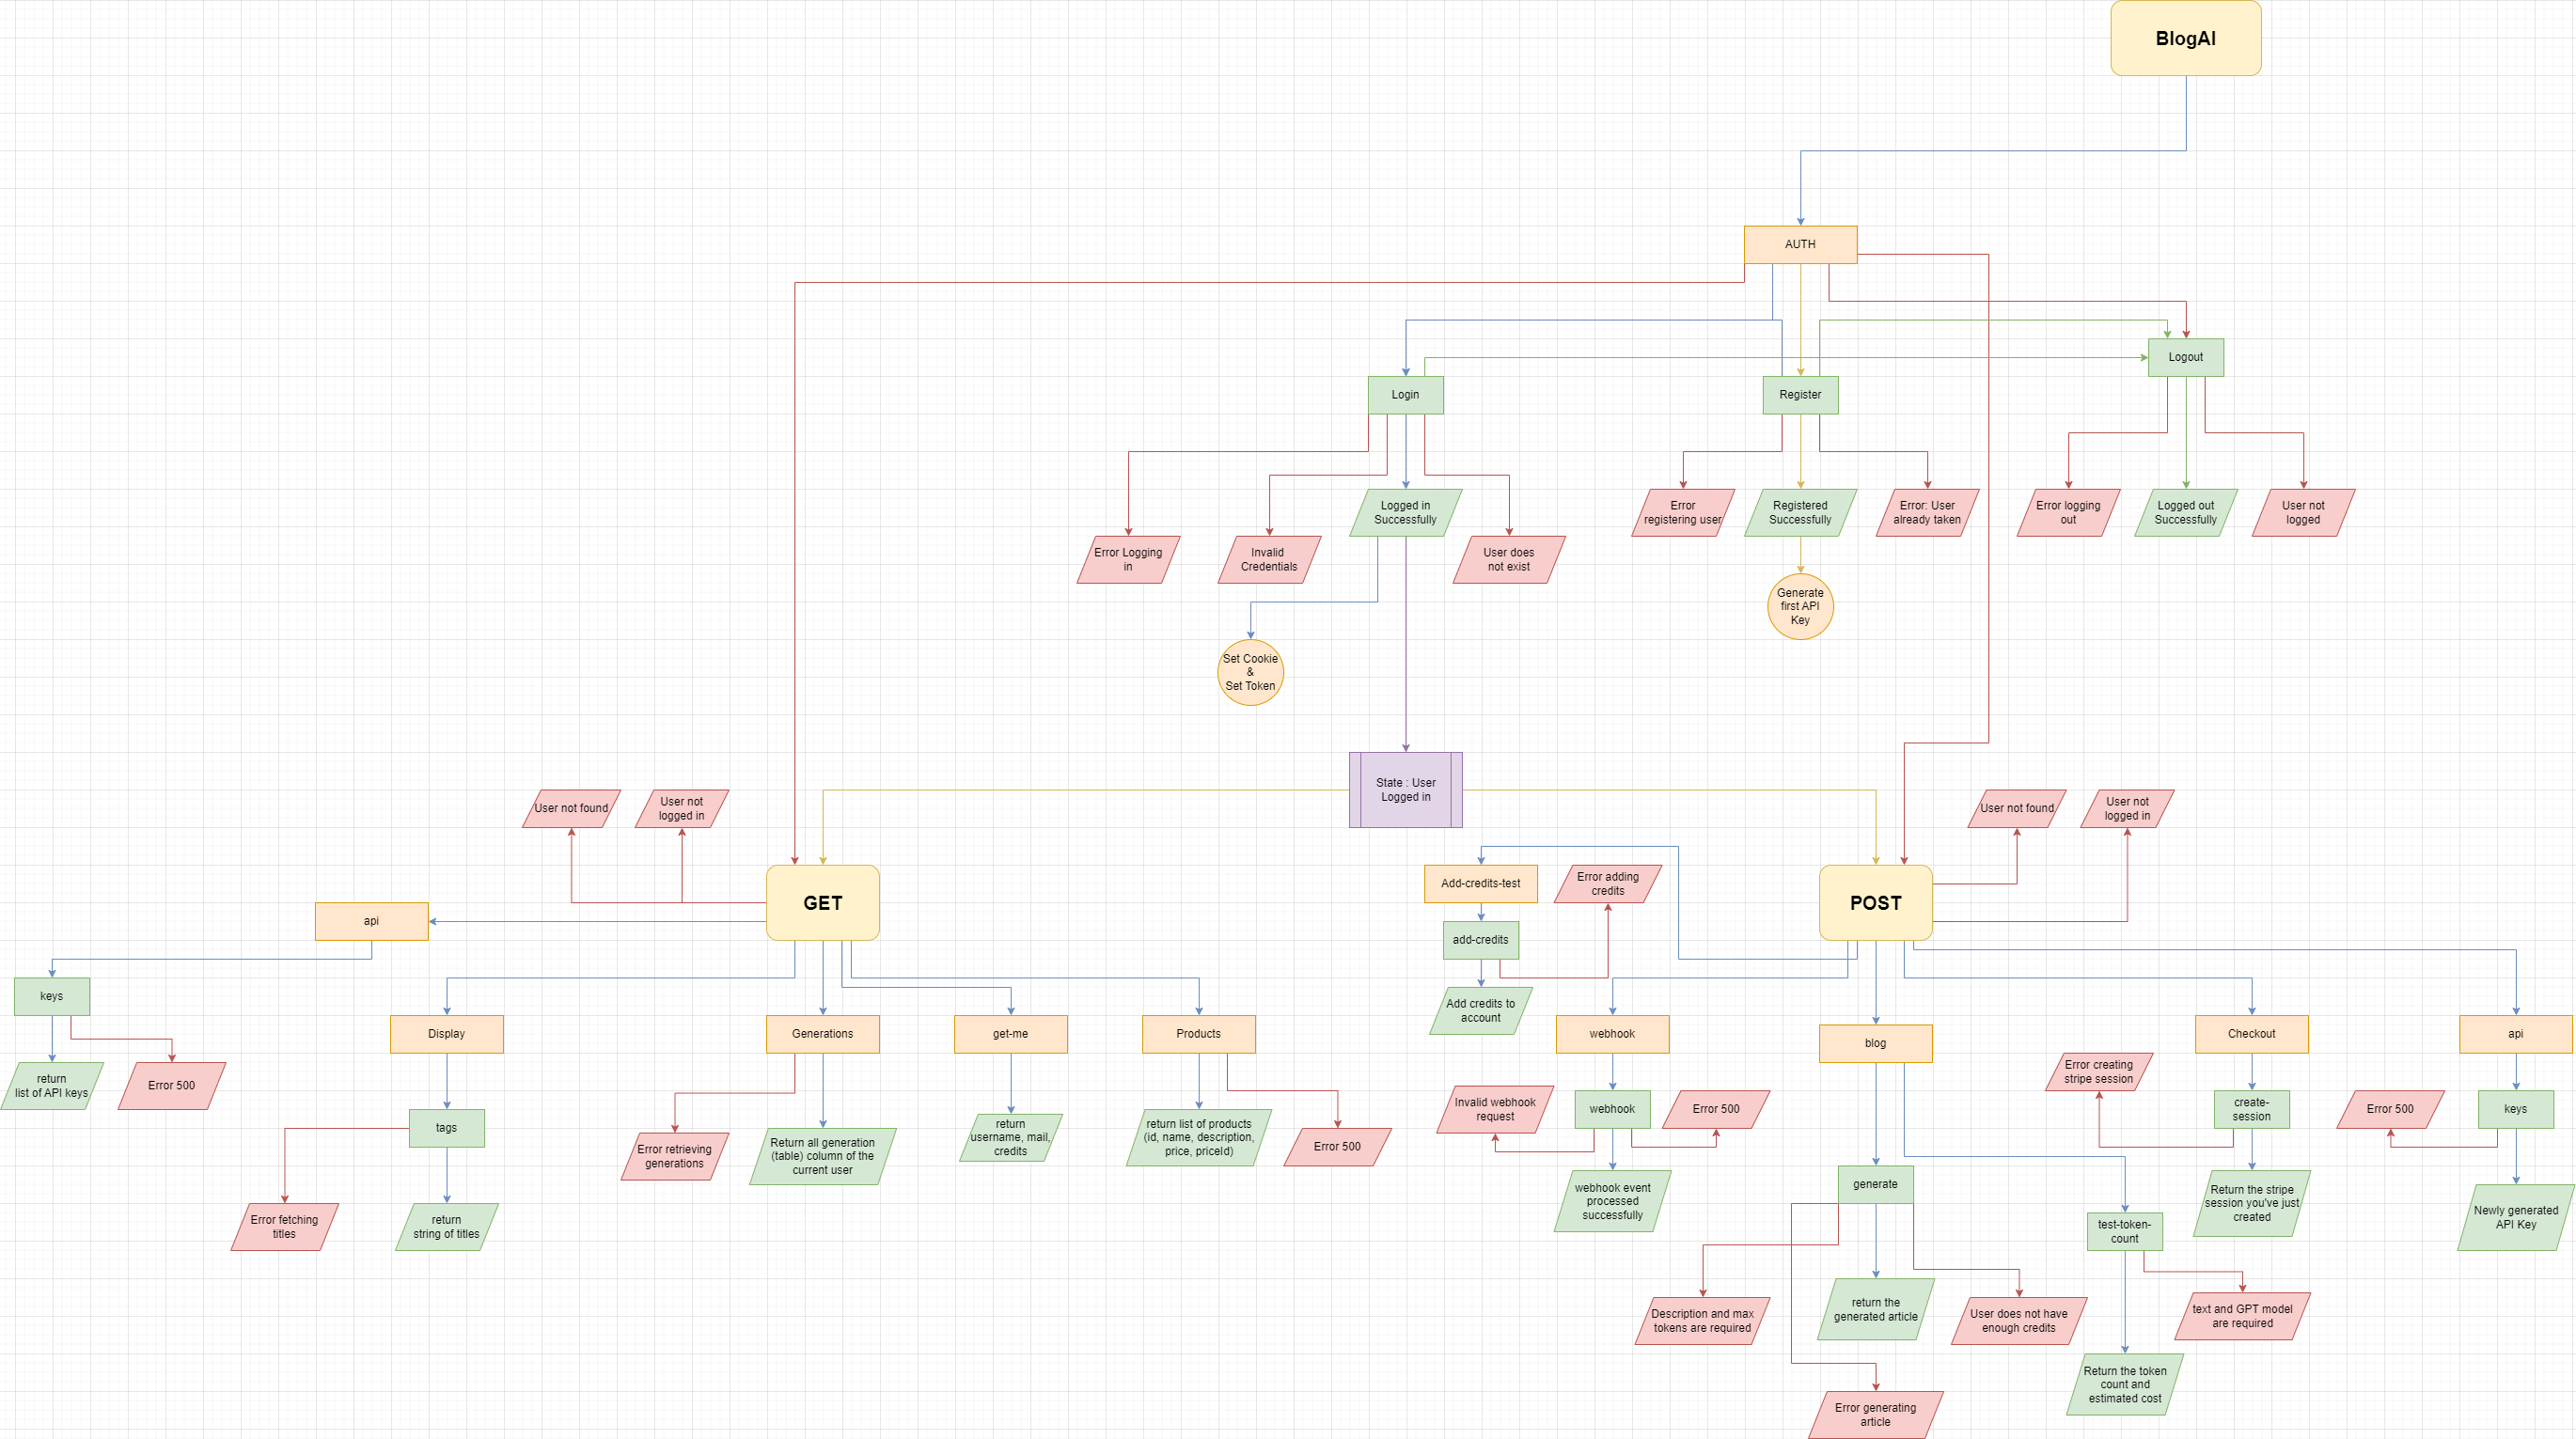 BlogAI
AUTH
Logout
Login
Register
Error Logging
in
Invalid
Credentials
Logged in
Successfully
User does
not exist
Error
registering user
Registered
Successfully
Error: User
already taken
Error logging
out
Logged out
Successfully
User not
logged
Generate
first API
Key
Set Cookie
&
Set Token
State : User
Logged in
User not found
User not
logged in
User not found
User not
logged in
GET
POST
api
Add-credits-test
Error adding
credits
add-credits
Add credits to
account
keys
return
list of API keys
Error 500
Display
Generations
get-me
Products
tags
Error fetching
titles
return
string of titles
Error retrieving
generations
Return all generation
(table) column of the
current user
return
username, mail,
credits
return list of products
(id, name, description,
price, priceId)
Error 500
webhook
blog
Checkout
api
Invalid webhook
request
webhook
Error 500
webhook event
processed
successfully
generate
Error creating
stripe session
create-
session
Return the stripe
session you've just
created
Error 500
keys
Newly generated
API Key
test-token-
count
Description and max
tokens are required
return the
generated article
User does not have
enough credits
text and GPT model
are required
Return the token
count and
estimated cost
Error generating
article